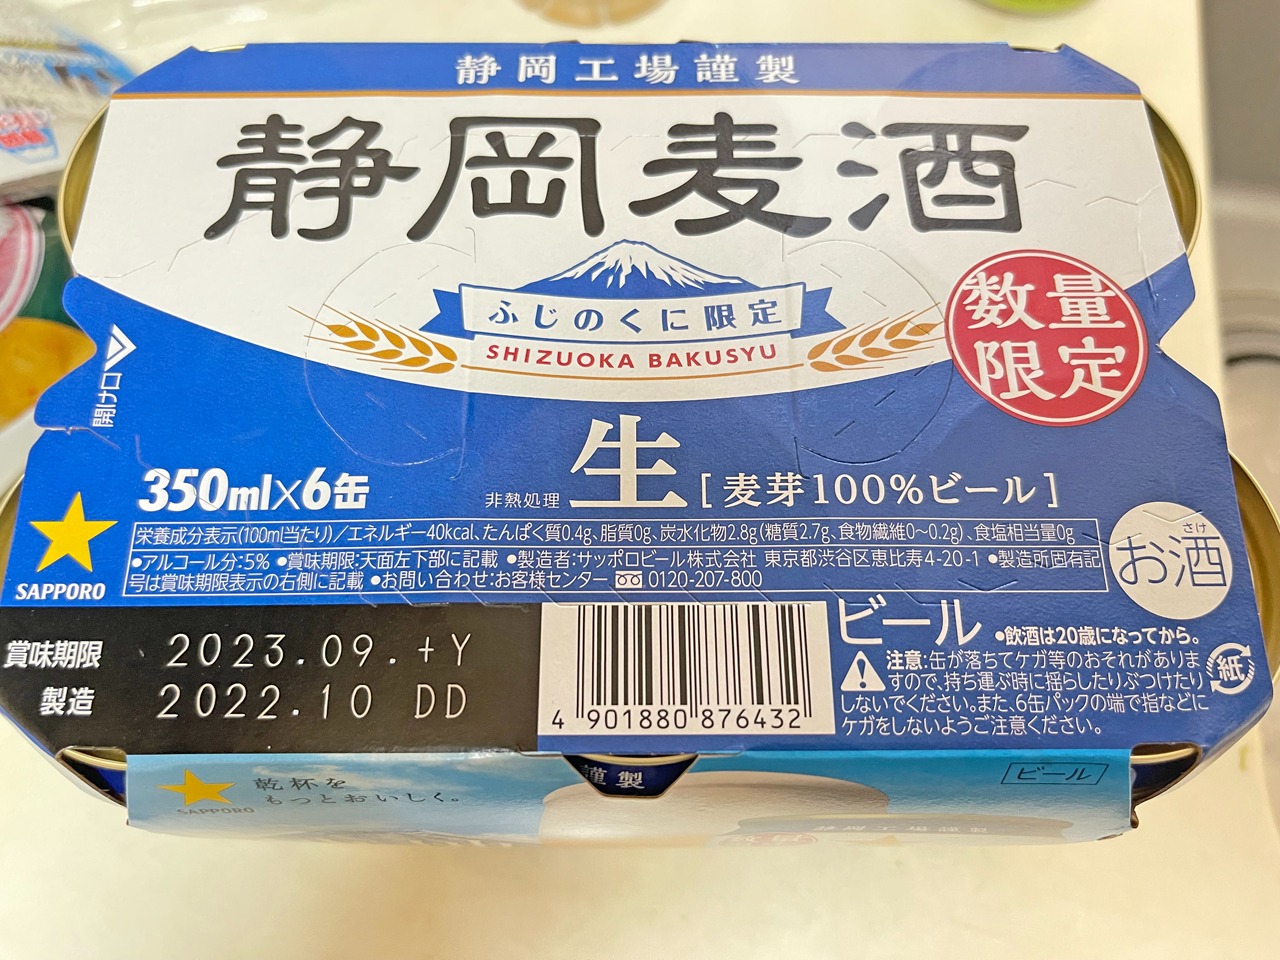 静岡工場謹製
静岡麦酒
ふじのくに限定
SHIZUOKA BAKUSYU
数量
限定
開け口
350ml×6缶
非熱処理
生
[麦芽100%ビール]
SAPPORO
栄養成分表示(100ml当たり)/エネルギー40kcal、たんぱく質0.4g、脂質0g、炭水化物2.8g(糖質2.7g、食物繊維0〜0.2g)、食塩相当量0g
●アルコール分:5% ●賞味期限:天面左下部に記載 ●製造者:サッポロビール株式会社 東京都渋谷区恵比寿4-20-1 ●製造所固有記
号は賞味期限表示の右側に記載 ●お問い合わせ:お客様センター 0120-207-800
さけ
お酒
賞味期限 2023.09.+Y
製造 2022.10 DD
4 901880 876432
ビール ●飲酒は20歳になってから。
注意:缶が落ちてケガ等のおそれがありま
すので、持ち運ぶ時に揺らしたりぶつけたり
しないでください。また、6缶パックの端で指などに
ケガをしないようご注意ください。
紙
謹製
SAPPORO
乾杯を
もっとおいしく。
ビール
静岡工場謹製